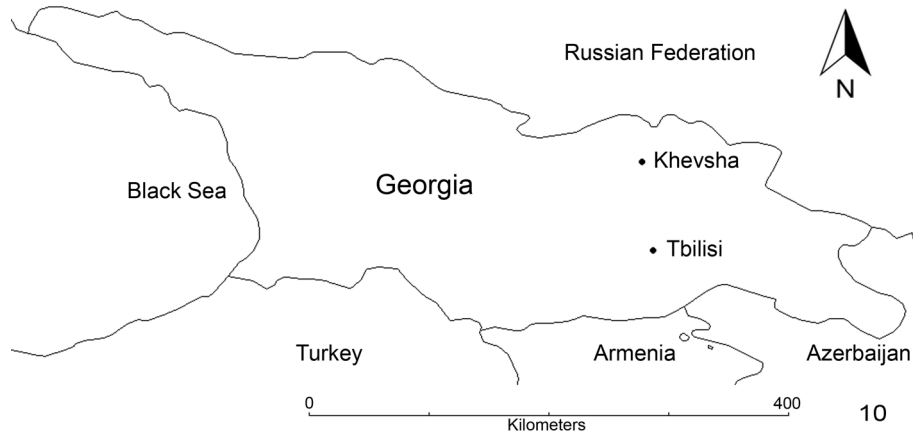 Russian Federation
N
Khevsha
Georgia
Black Sea
Tbilisi
Turkey
Armenia
Azerbaijan
0
400
Kilometers
10